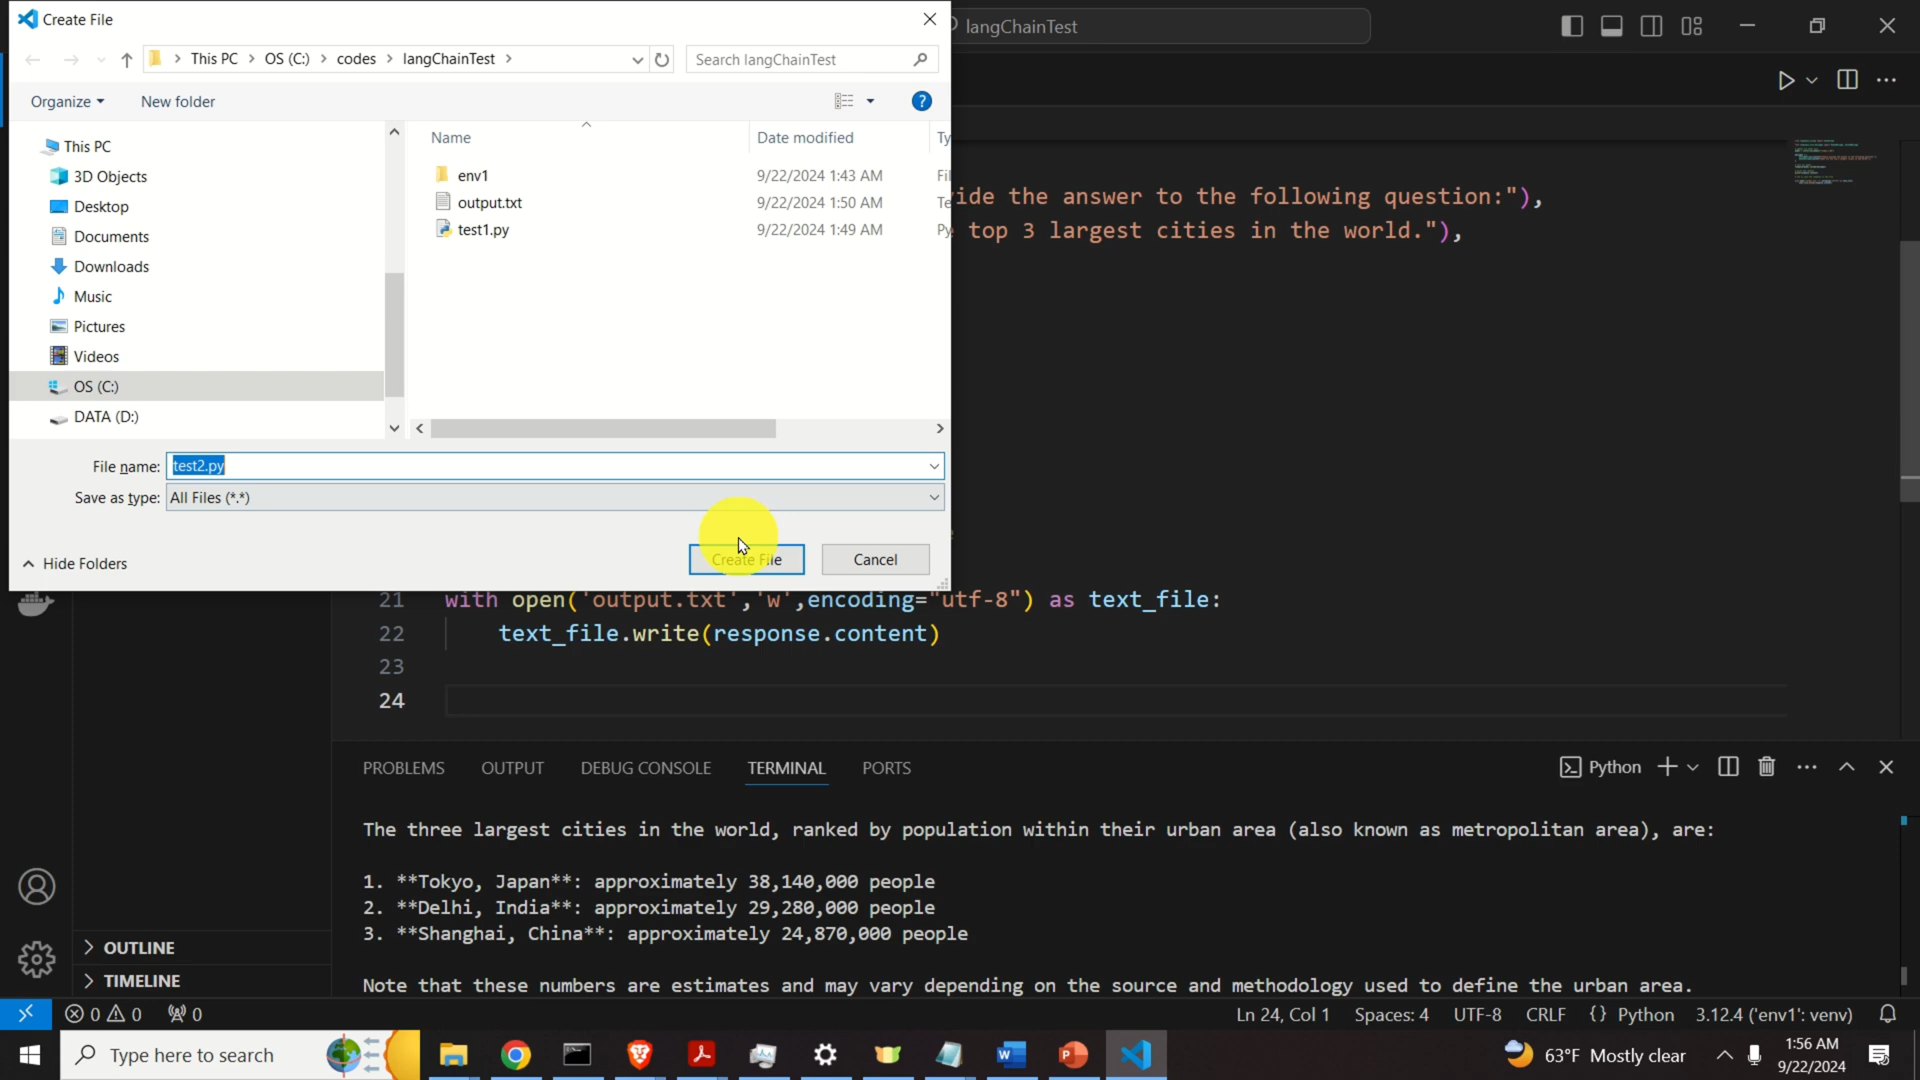 Create File
langChainTest
This PC > OS (C:) > codes > langChainTest >
Search langChainTest
Organize
New folder
?
This PC
3D Objects
Desktop
Documents
Downloads
Music
Pictures
Videos
OS (C:)
DATA (D:)
Name
Date modified
env1
9/22/2024 1:43 AM
output.txt
9/22/2024 1:50 AM
test1.py
9/22/2024 1:49 AM
File name: test2.py
Save as type: All Files (*.*)
Hide Folders
Create File
Cancel
ide the answer to the following question:"),
top 3 largest cities in the world."),
21 with open('output.txt','w',encoding="utf-8") as text_file:
22 text_file.write(response.content)
23
24
PROBLEMS OUTPUT DEBUG CONSOLE TERMINAL PORTS
Python
The three largest cities in the world, ranked by population within their urban area (also known as metropolitan area), are:
1. **Tokyo, Japan**: approximately 38,140,000 people
2. **Delhi, India**: approximately 29,280,000 people
3. **Shanghai, China**: approximately 24,870,000 people
Note that these numbers are estimates and may vary depending on the source and methodology used to define the urban area.
OUTLINE
TIMELINE
0 0 0
Ln 24, Col 1 Spaces: 4 UTF-8 CRLF {} Python 3.12.4 ('env1': venv)
Type here to search
63°F Mostly clear
1:56 AM
9/22/2024